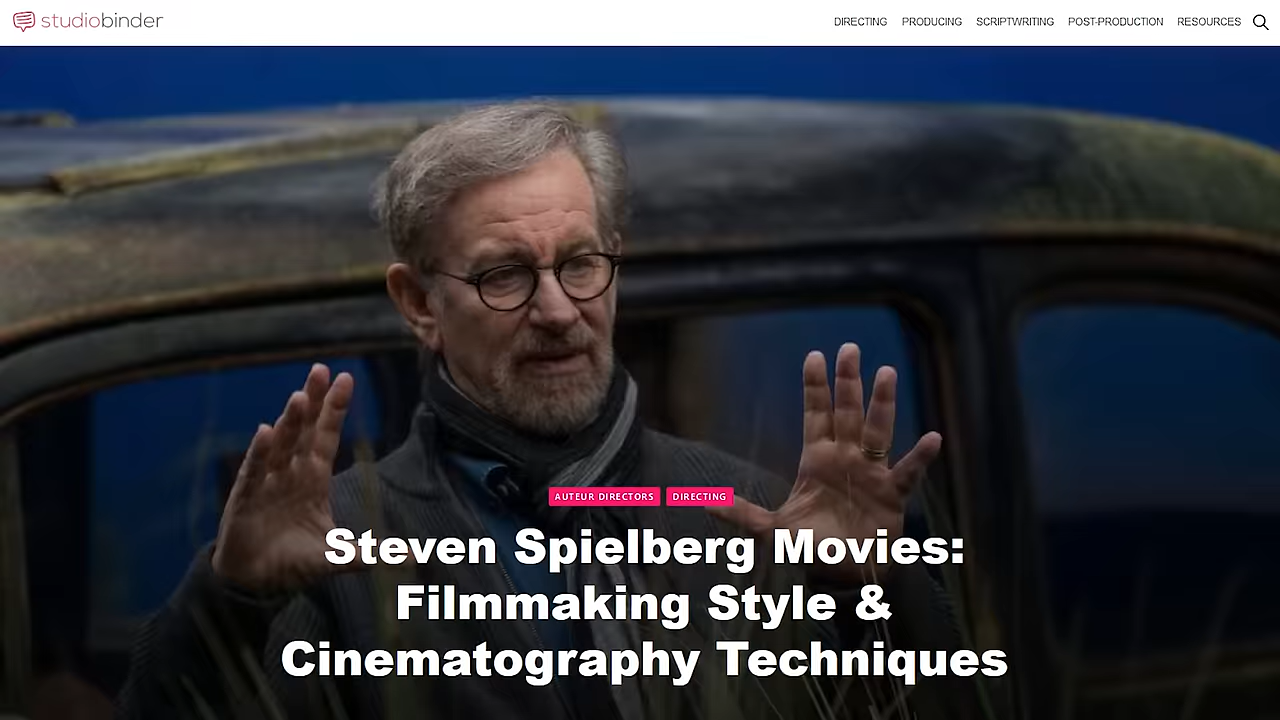 studiobinder
DIRECTING PRODUCING SCRIPTWRITING POST-PRODUCTION RESOURCES
AUTEUR DIRECTORS DIRECTING
Steven Spielberg Movies:
Filmmaking Style &
Cinematography Techniques